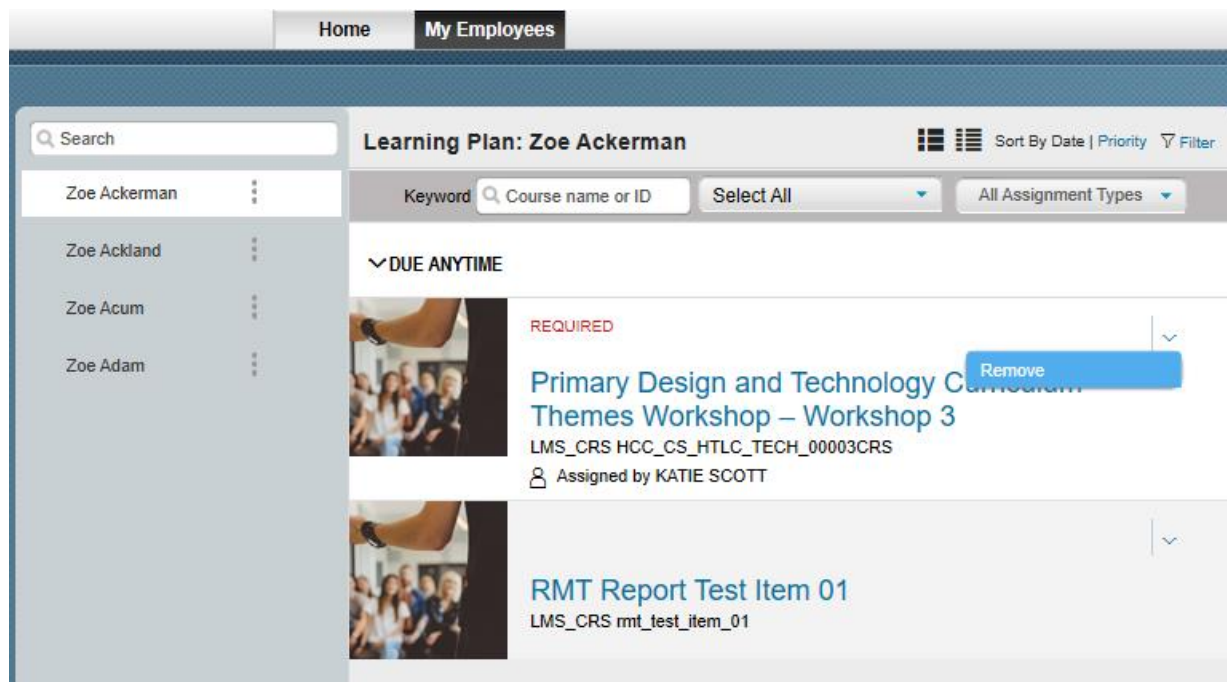 Home My Employees
Search
Zoe Ackerman
Zoe Ackland
Zoe Acum
Zoe Adam
Learning Plan: Zoe Ackerman
Sort By Date | Priority Filter
Keyword Course name or ID Select All All Assignment Types
DUE ANYTIME
REQUIRED
Remove
Primary Design and Technology Curriculum
Themes Workshop – Workshop 3
LMS_CRS HCC_CS_HTLC_TECH_00003CRS
Assigned by KATIE SCOTT
RMT Report Test Item 01
LMS_CRS rmt_test_item_01